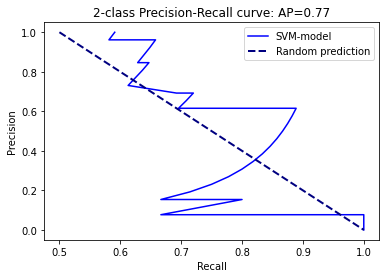 2-class Precision-Recall curve: AP=0.77
SVM-model
Random prediction
Precision
1.0
0.8
0.6
0.4
0.2
0.0
0.5 0.6 0.7 0.8 0.9 1.0
Recall